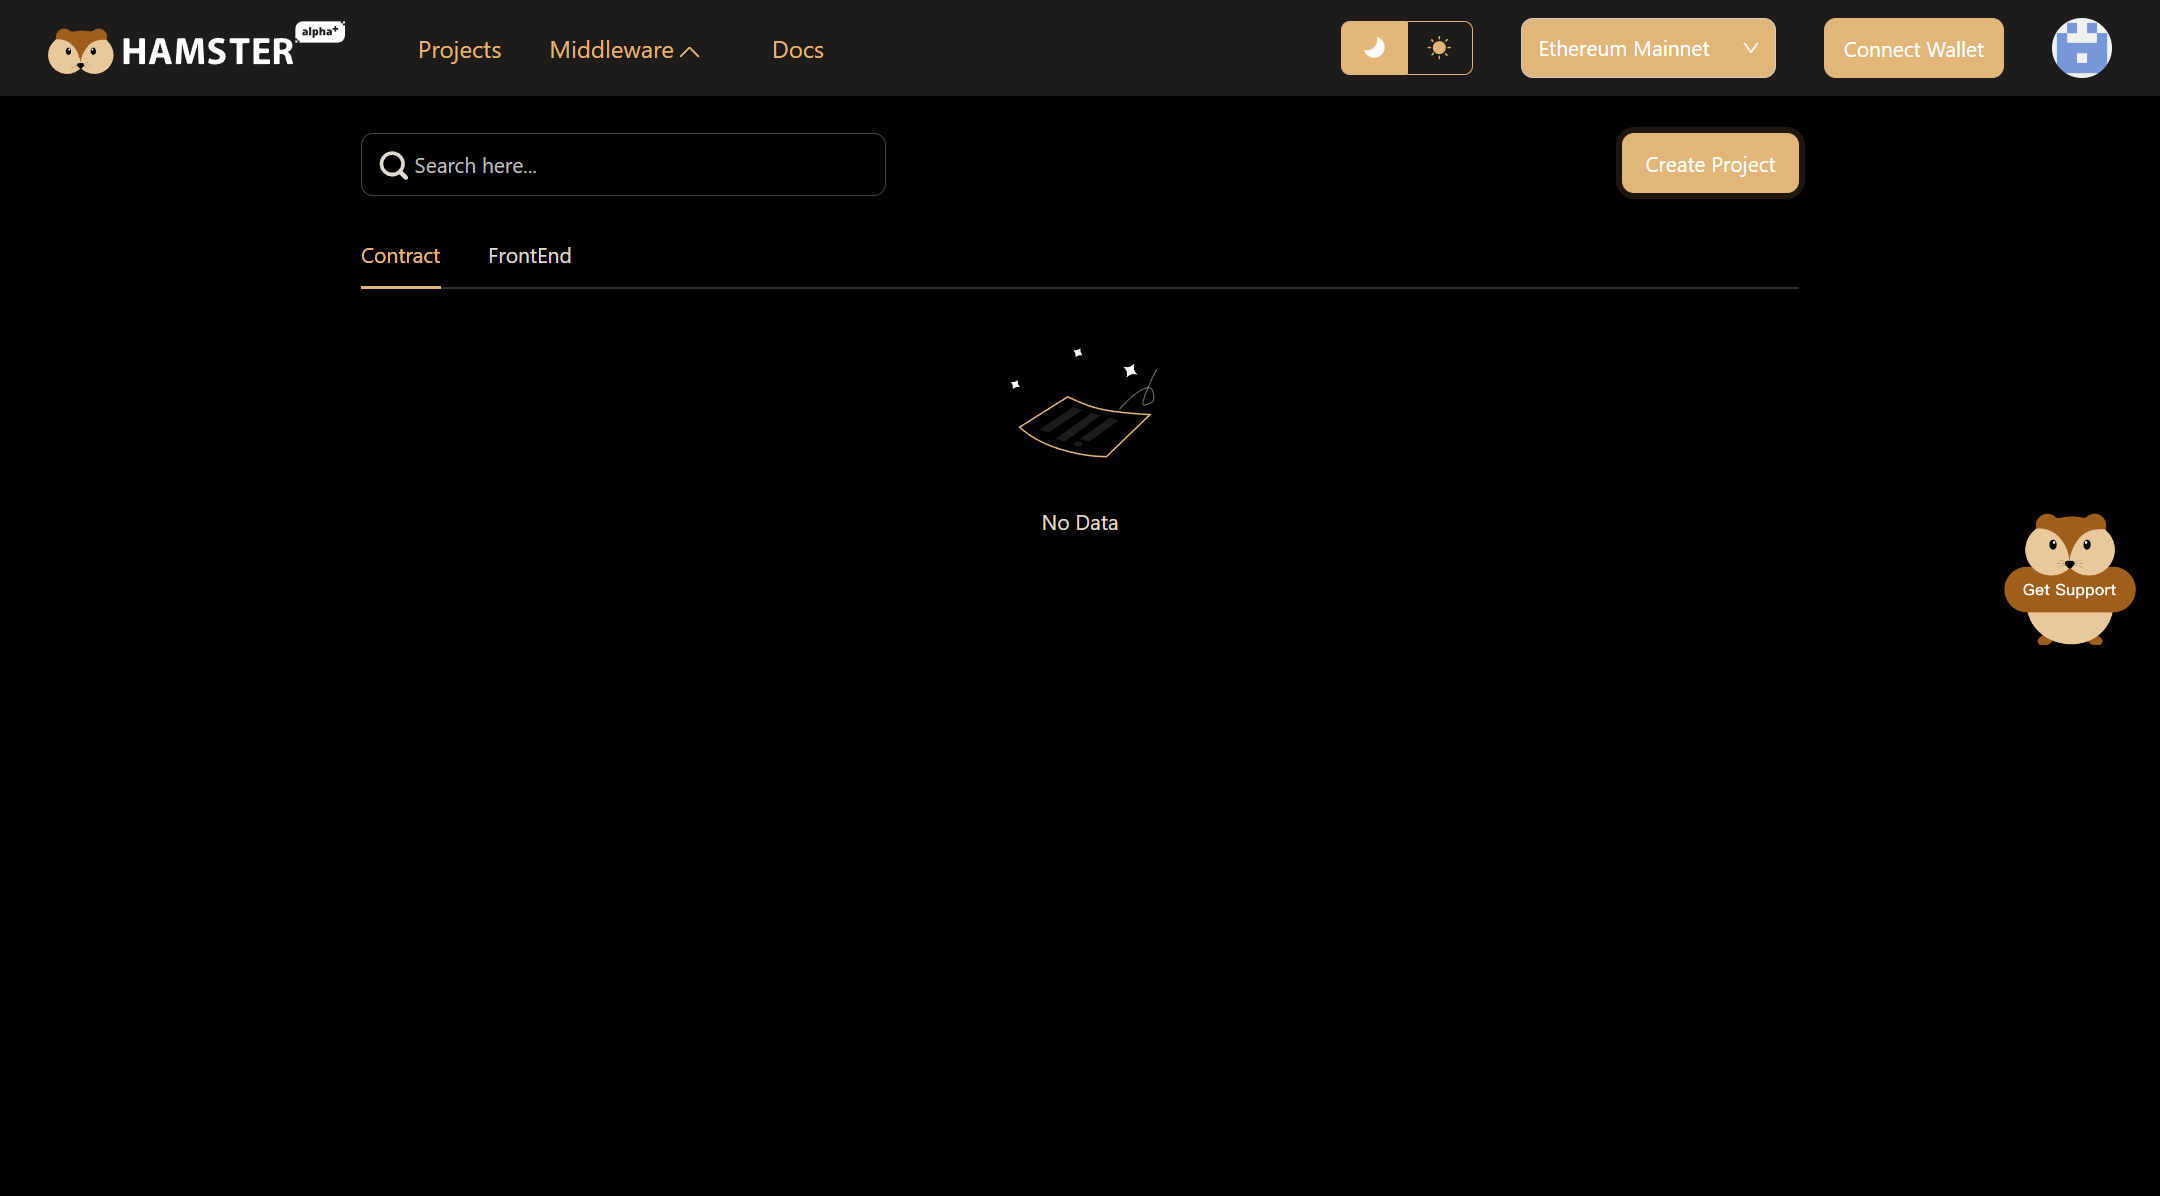 HAMSTER
alpha+
Projects
Middleware
Docs
Ethereum Mainnet
Connect Wallet
Search here...
Create Project
Contract
FrontEnd
No Data
Get Support